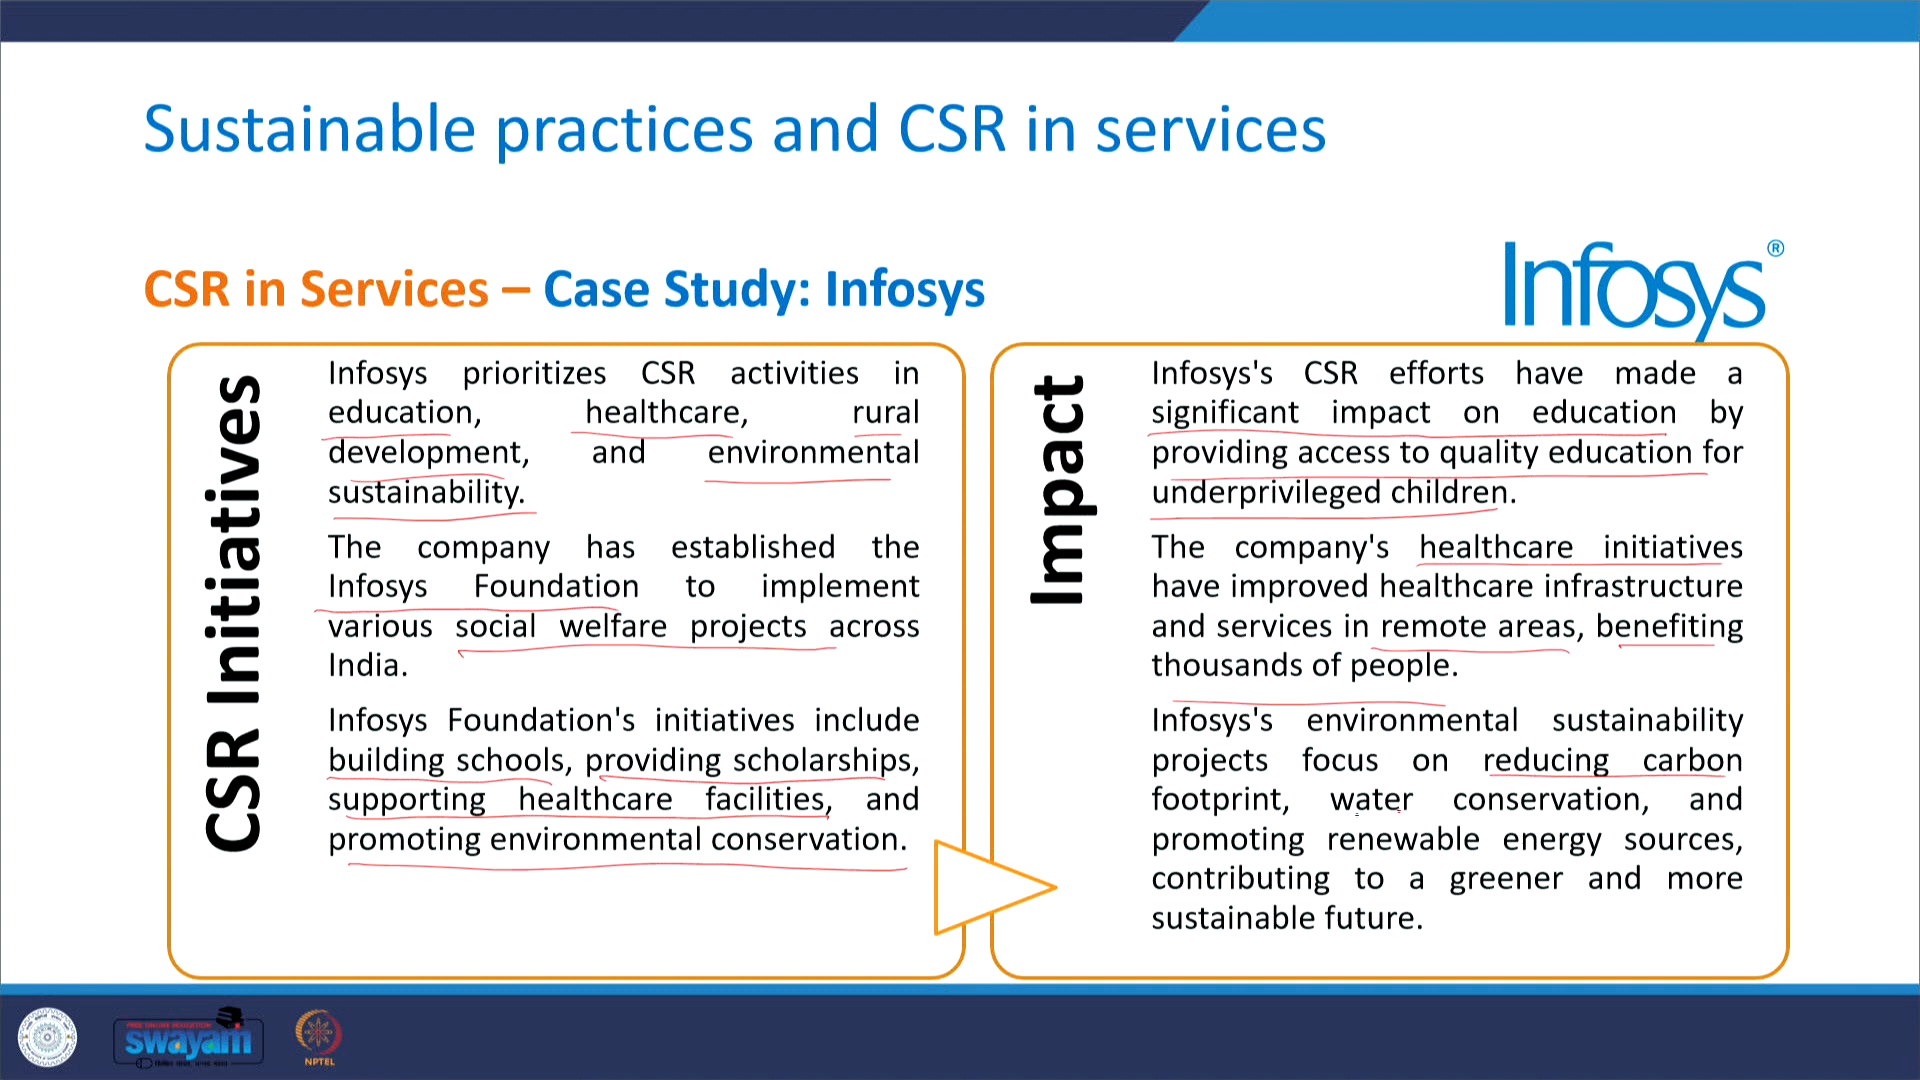 Sustainable practices and CSR in services
CSR in Services – Case Study: Infosys
Infosys®
CSR Initiatives
Infosys prioritizes CSR activities in
education, healthcare, rural
development, and environmental
sustainability.
The company has established the
Infosys Foundation to implement
various social welfare projects across
India.
Infosys Foundation's initiatives include
building schools, providing scholarships,
supporting healthcare facilities, and
promoting environmental conservation.
Impact
Infosys's CSR efforts have made a
significant impact on education by
providing access to quality education for
underprivileged children.
The company's healthcare initiatives
have improved healthcare infrastructure
and services in remote areas, benefiting
thousands of people.
Infosys's environmental sustainability
projects focus on reducing carbon
footprint, water conservation, and
promoting renewable energy sources,
contributing to a greener and more
sustainable future.
swayam
NPTEL